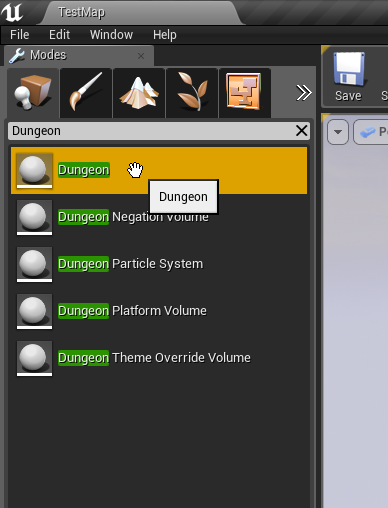 TestMap
File Edit Window Help
Modes
Save
Dungeon
Dungeon
Dungeon
Dungeon Negation Volume
Dungeon Particle System
Dungeon Platform Volume
Dungeon Theme Override Volume